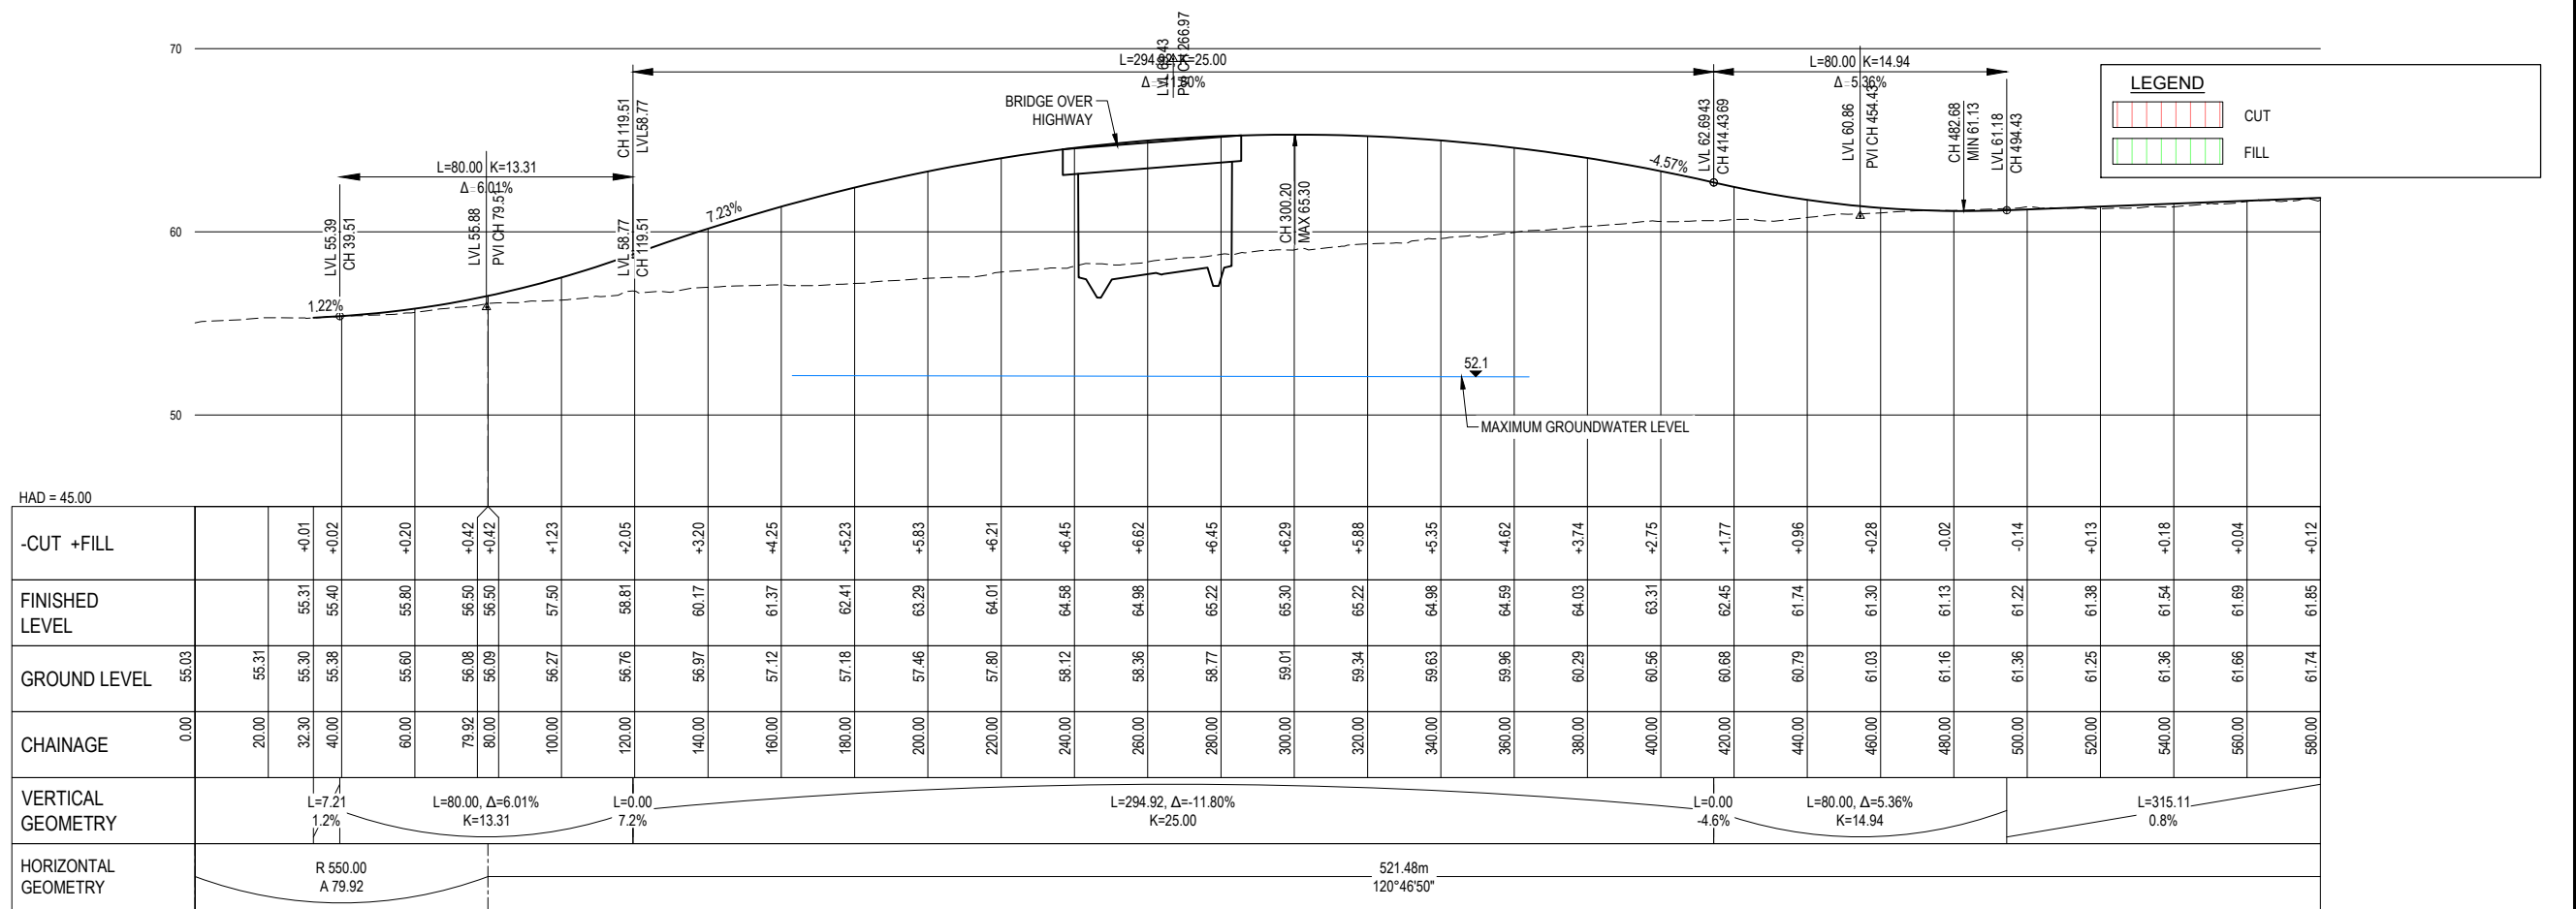 70
60
50
L=80.00 K=13.31
Δ=6.01%
LVL 55.39
CH 39.51
1.22%
LVL 55.88
PVI CH 79.51
CH 119.51
LVL58.77
LVL 58.77
CH 119.51
7.23%
BRIDGE OVER
HIGHWAY
L=294.92 K=25.00
PVI CH 266.97
CH 300.20
MAX 65.30
52.1
MAXIMUM GROUNDWATER LEVEL
-4.57%
LVL 62.6943
CH 414.4369
L=80.00 K=14.94
Δ=5.36%
LVL 60.86
PVI CH 454.43
CH 482.68
MIN 61.13
LVL 61.18
CH 494.43
LEGEND
CUT
FILL
HAD = 45.00
-CUT +FILL
+0.01 +0.02 +0.20 +0.42 +0.42 +1.23 +2.05 +3.20 +4.25 +5.23 +5.83 +6.21 +6.45 +6.62 +6.45 +6.29 +5.88 +5.35 +4.62 +3.74 +2.75 +1.77 +0.96 +0.28 -0.02 -0.14 +0.13 +0.18 +0.04 +0.12
FINISHED
LEVEL
55.31 55.40 55.80 56.50 56.50 57.50 58.81 60.17 61.37 62.41 63.29 64.01 64.58 64.98 65.22 65.30 65.22 64.98 64.59 64.03 63.31 62.45 61.74 61.30 61.13 61.22 61.38 61.54 61.69 61.85
GROUND LEVEL
55.03 55.31 55.30 55.38 55.60 56.08 56.09 56.27 56.76 56.97 57.12 57.18 57.46 57.80 58.12 58.36 58.77 59.01 59.34 59.63 59.96 60.29 60.56 60.68 60.79 61.03 61.16 61.36 61.25 61.36 61.66 61.74
CHAINAGE
0.00 20.00 32.30 40.00 60.00 79.92 80.00 100.00 120.00 140.00 160.00 180.00 200.00 220.00 240.00 260.00 280.00 300.00 320.00 340.00 360.00 380.00 400.00 420.00 440.00 460.00 480.00 500.00 520.00 540.00 560.00 580.00
VERTICAL
GEOMETRY
L=7.21
1.2%
L=80.00, Δ=6.01%
K=13.31
L=0.00
7.2%
L=294.92, Δ=-11.80%
K=25.00
L=0.00
-4.6%
L=80.00, Δ=5.36%
K=14.94
L=315.11
0.8%
HORIZONTAL
GEOMETRY
R 550.00
A 79.92
521.48m
120°46'50"